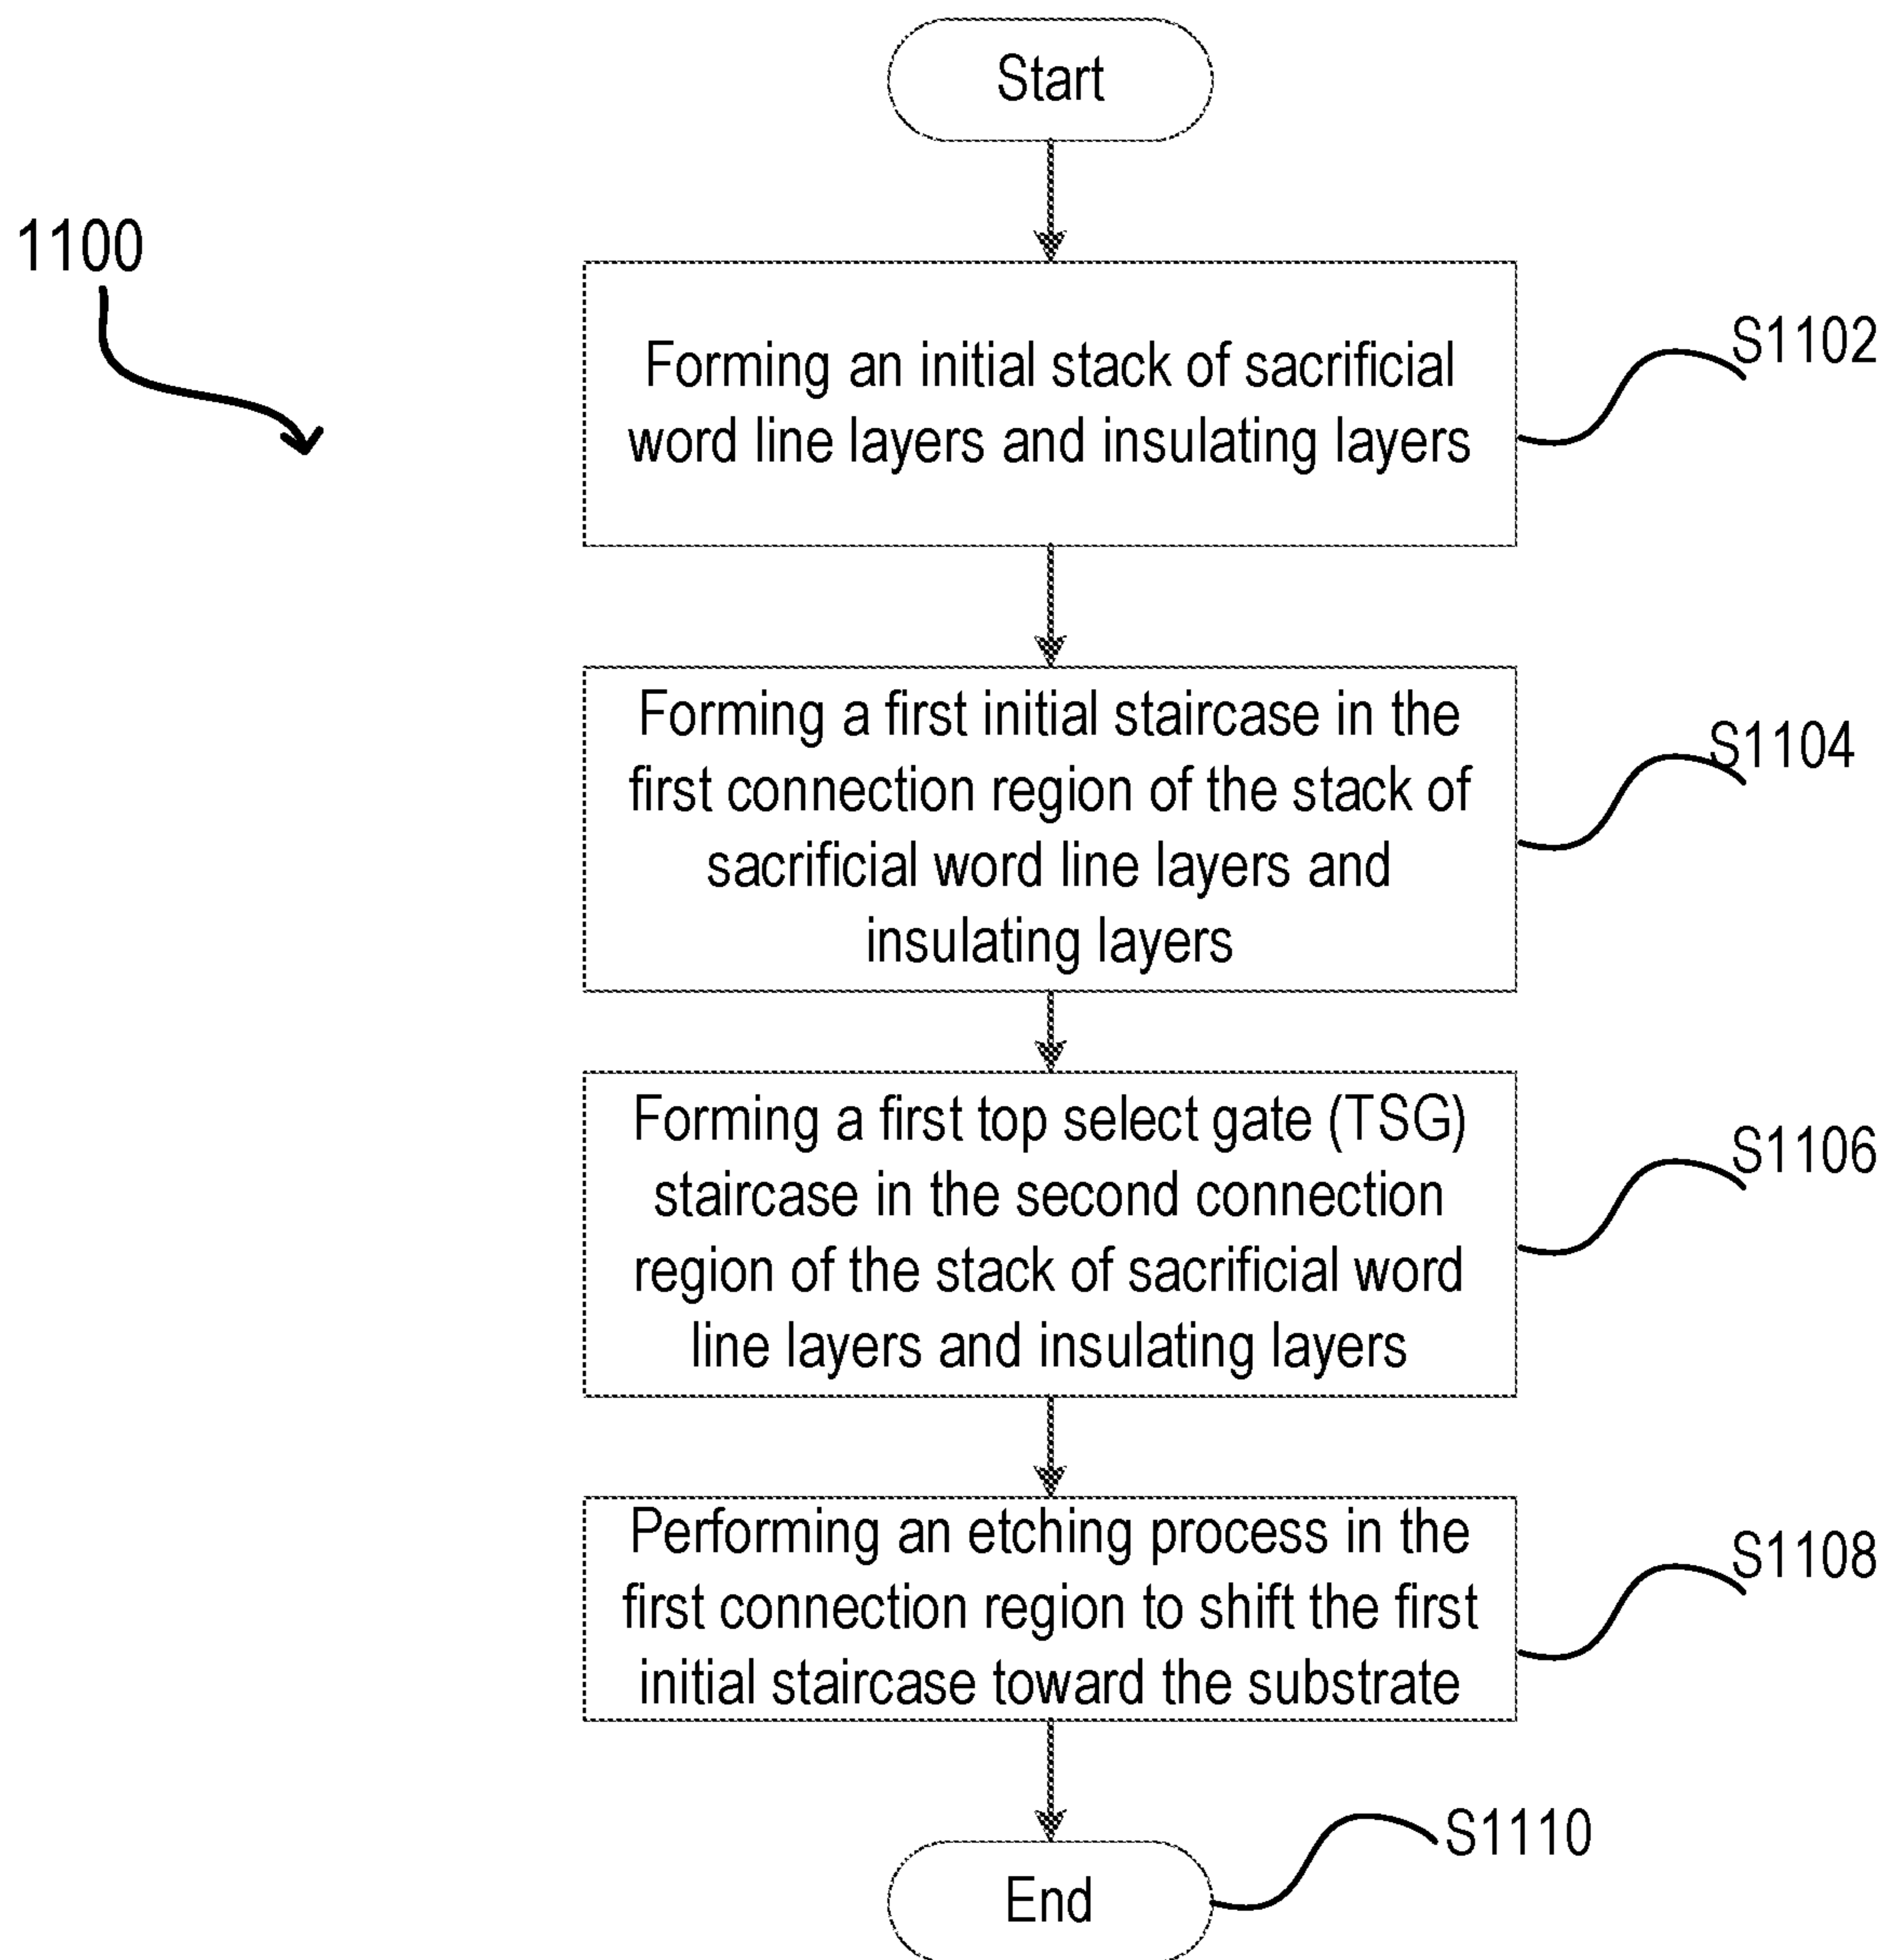 Start
1100
Forming an initial stack of sacrificial
word line layers and insulating layers
S1102
Forming a first initial staircase in the
first connection region of the stack of
sacrificial word line layers and
insulating layers
S1104
Forming a first top select gate (TSG)
staircase in the second connection
region of the stack of sacrificial word
line layers and insulating layers
S1106
Performing an etching process in the
first connection region to shift the first
initial staircase toward the substrate
S1108
End
S1110